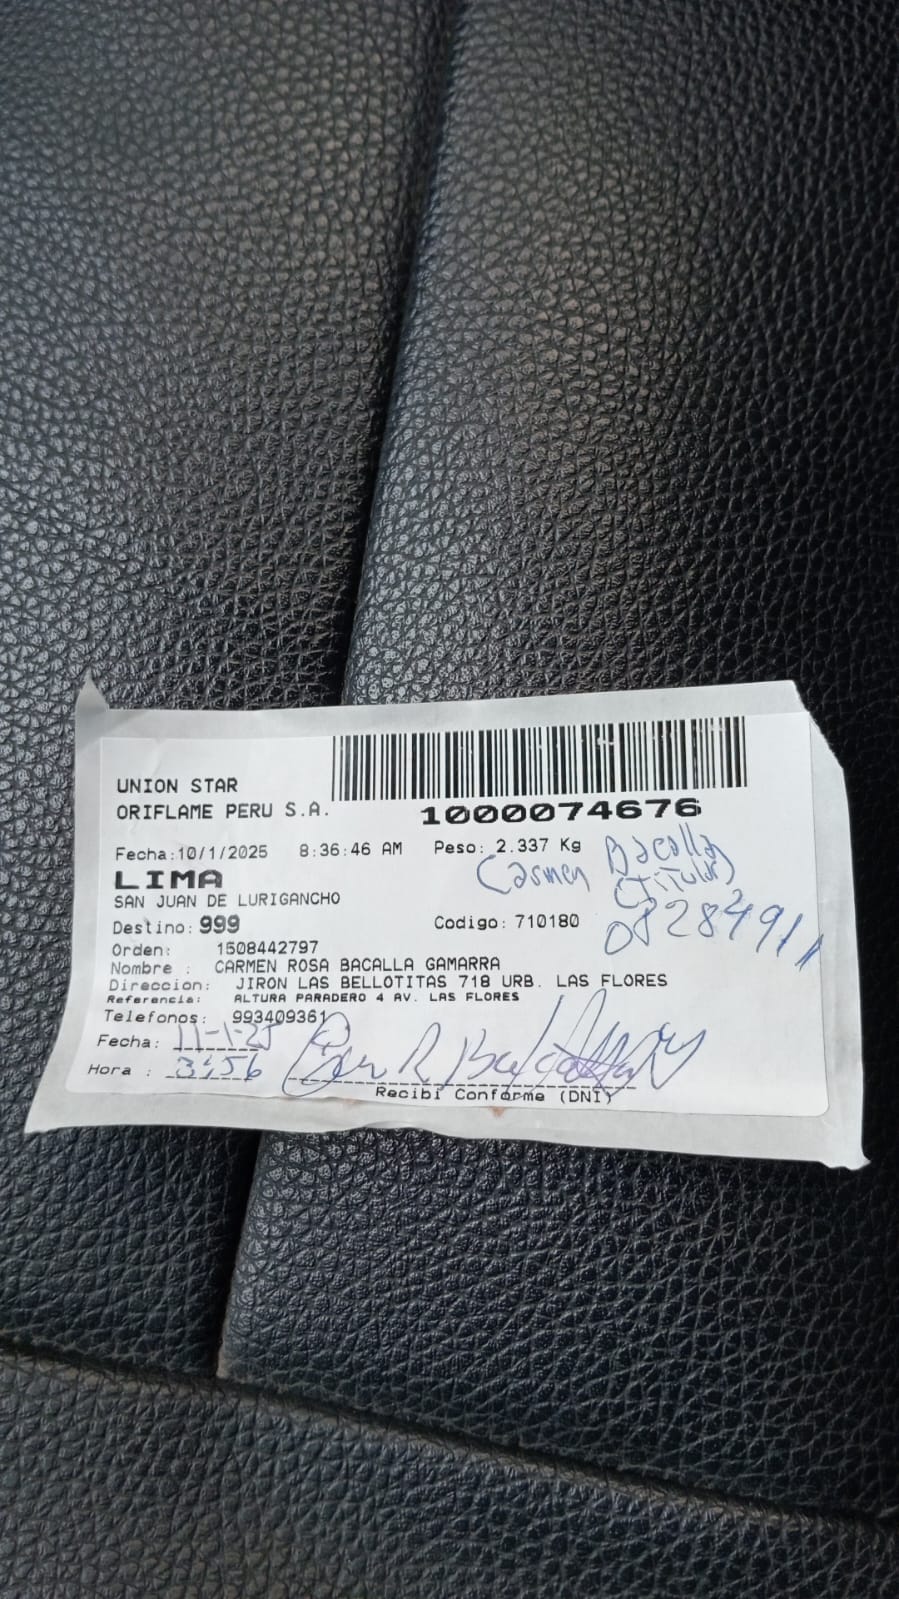 UNION STAR
ORIFLAME PERU S.A.
1000074676
Fecha:10/1/2025 8:36:46 AM Peso: 2.337 Kg
Carmen Bacalla
(Titular)
LIMA
SAN JUAN DE LURIGANCHO
Destino: 999 Codigo: 710180
Orden: 1508442797
Nombre : CARMEN ROSA BACALLA GAMARRA
Direccion: JIRON LAS BELLOTITAS 718 URB. LAS FLORES
Referencia: ALTURA PARADERO 4 AV. LAS FLORES
Telefonos: 993409361
Fecha: 11-1-25
Hora : 3:56
Recibi Conforme (DNI)